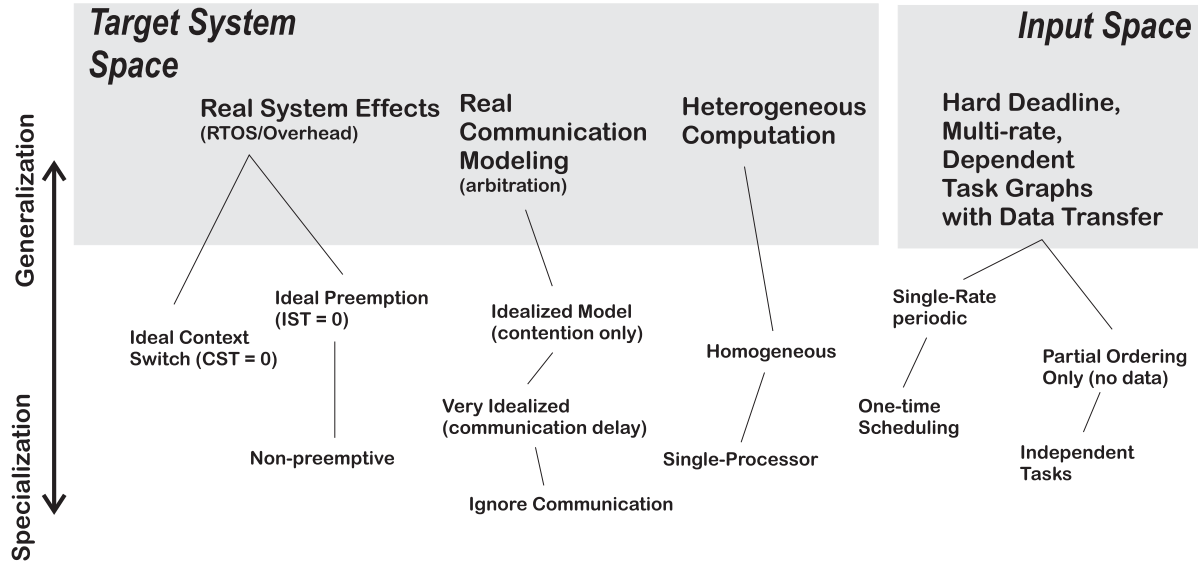 Target System
Space
Input Space
Generalization
Specialization
Real System Effects
(RTOS/Overhead)
Real
Communication
Modeling
(arbitration)
Heterogeneous
Computation
Hard Deadline,
Multi-rate,
Dependent
Task Graphs
with Data Transfer
Ideal Context
Switch (CST = 0)
Ideal Preemption
(IST = 0)
Non-preemptive
Idealized Model
(contention only)
Very Idealized
(communication delay)
Ignore Communication
Homogeneous
Single-Processor
Single-Rate
periodic
One-time
Scheduling
Partial Ordering
Only (no data)
Independent
Tasks